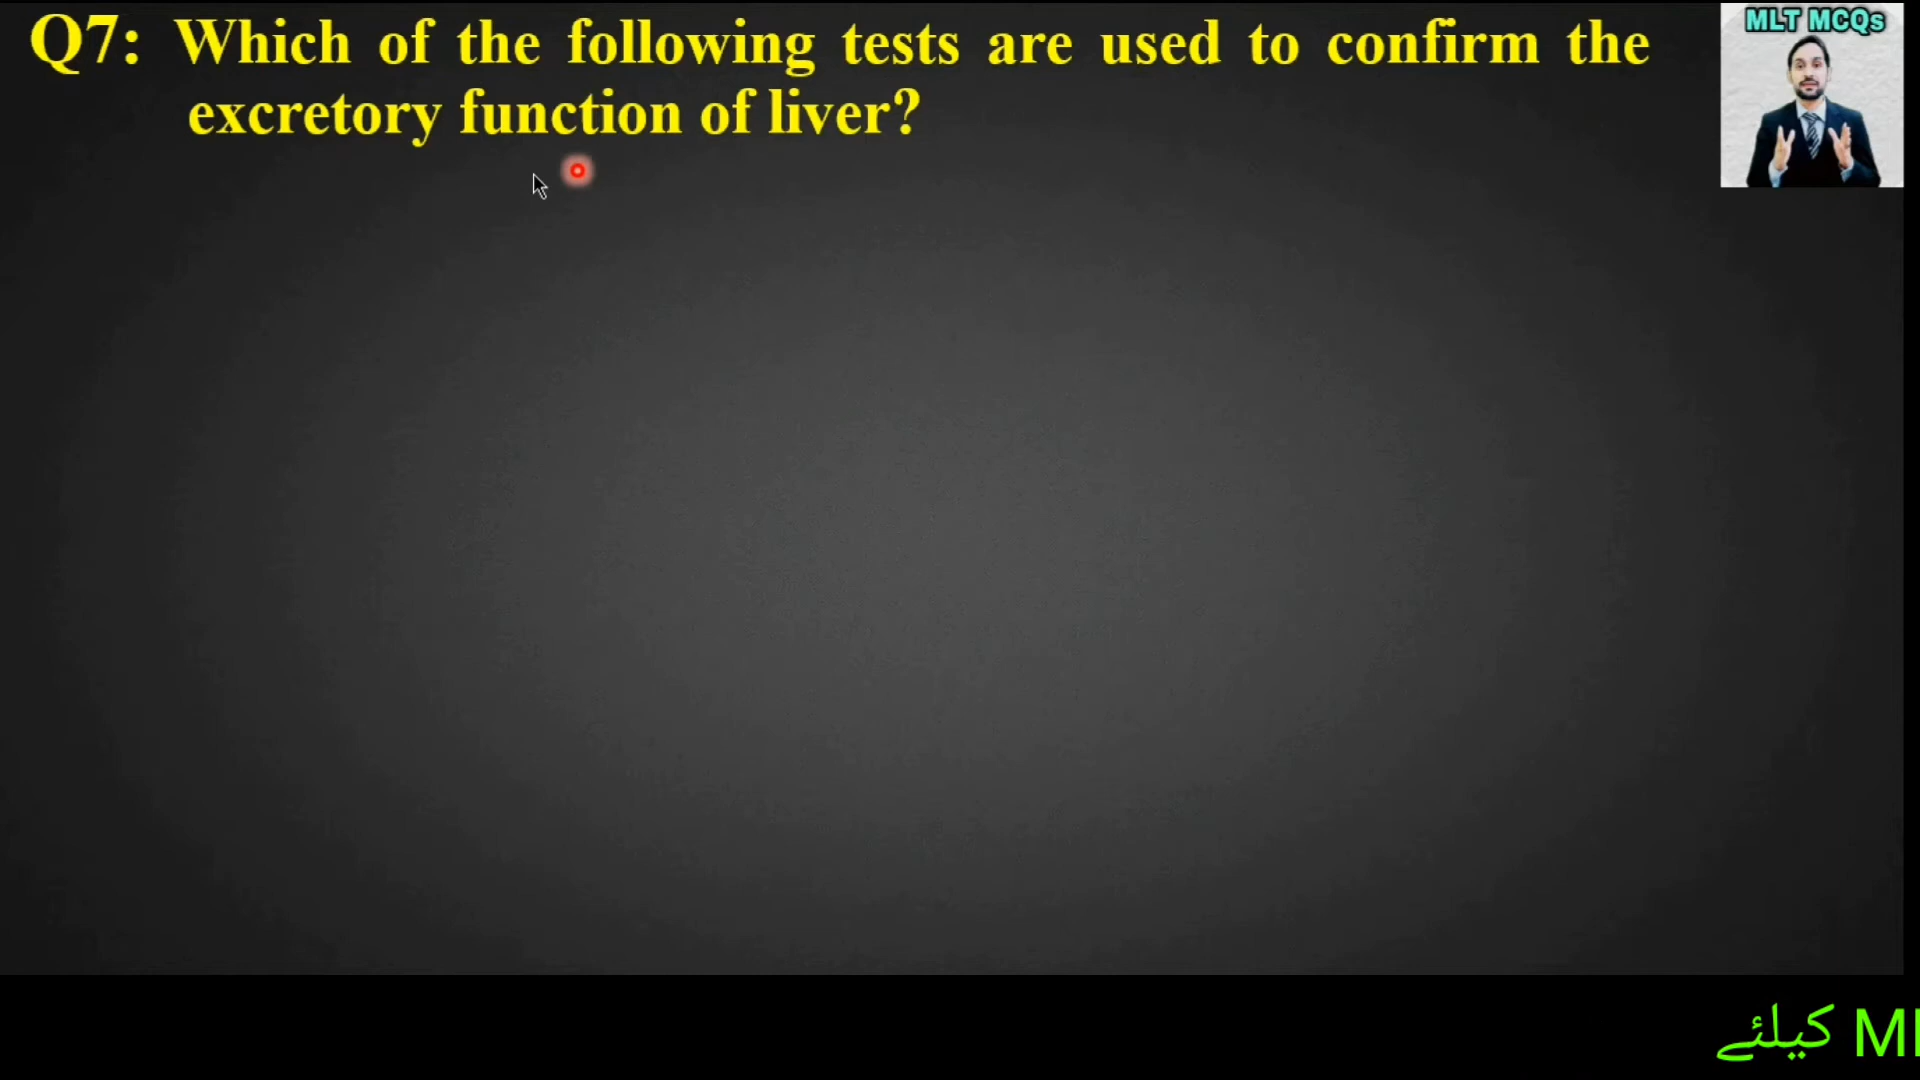 Q7: Which of the following tests are used to confirm the
excretory function of liver?
MLT MCQs
کیلئے